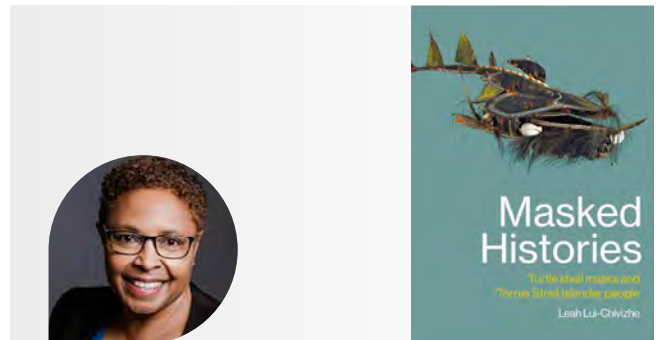 Masked
Histories
Turtle shell masks and
Torres Strait Islander people
Leah Lui-Chivizhe